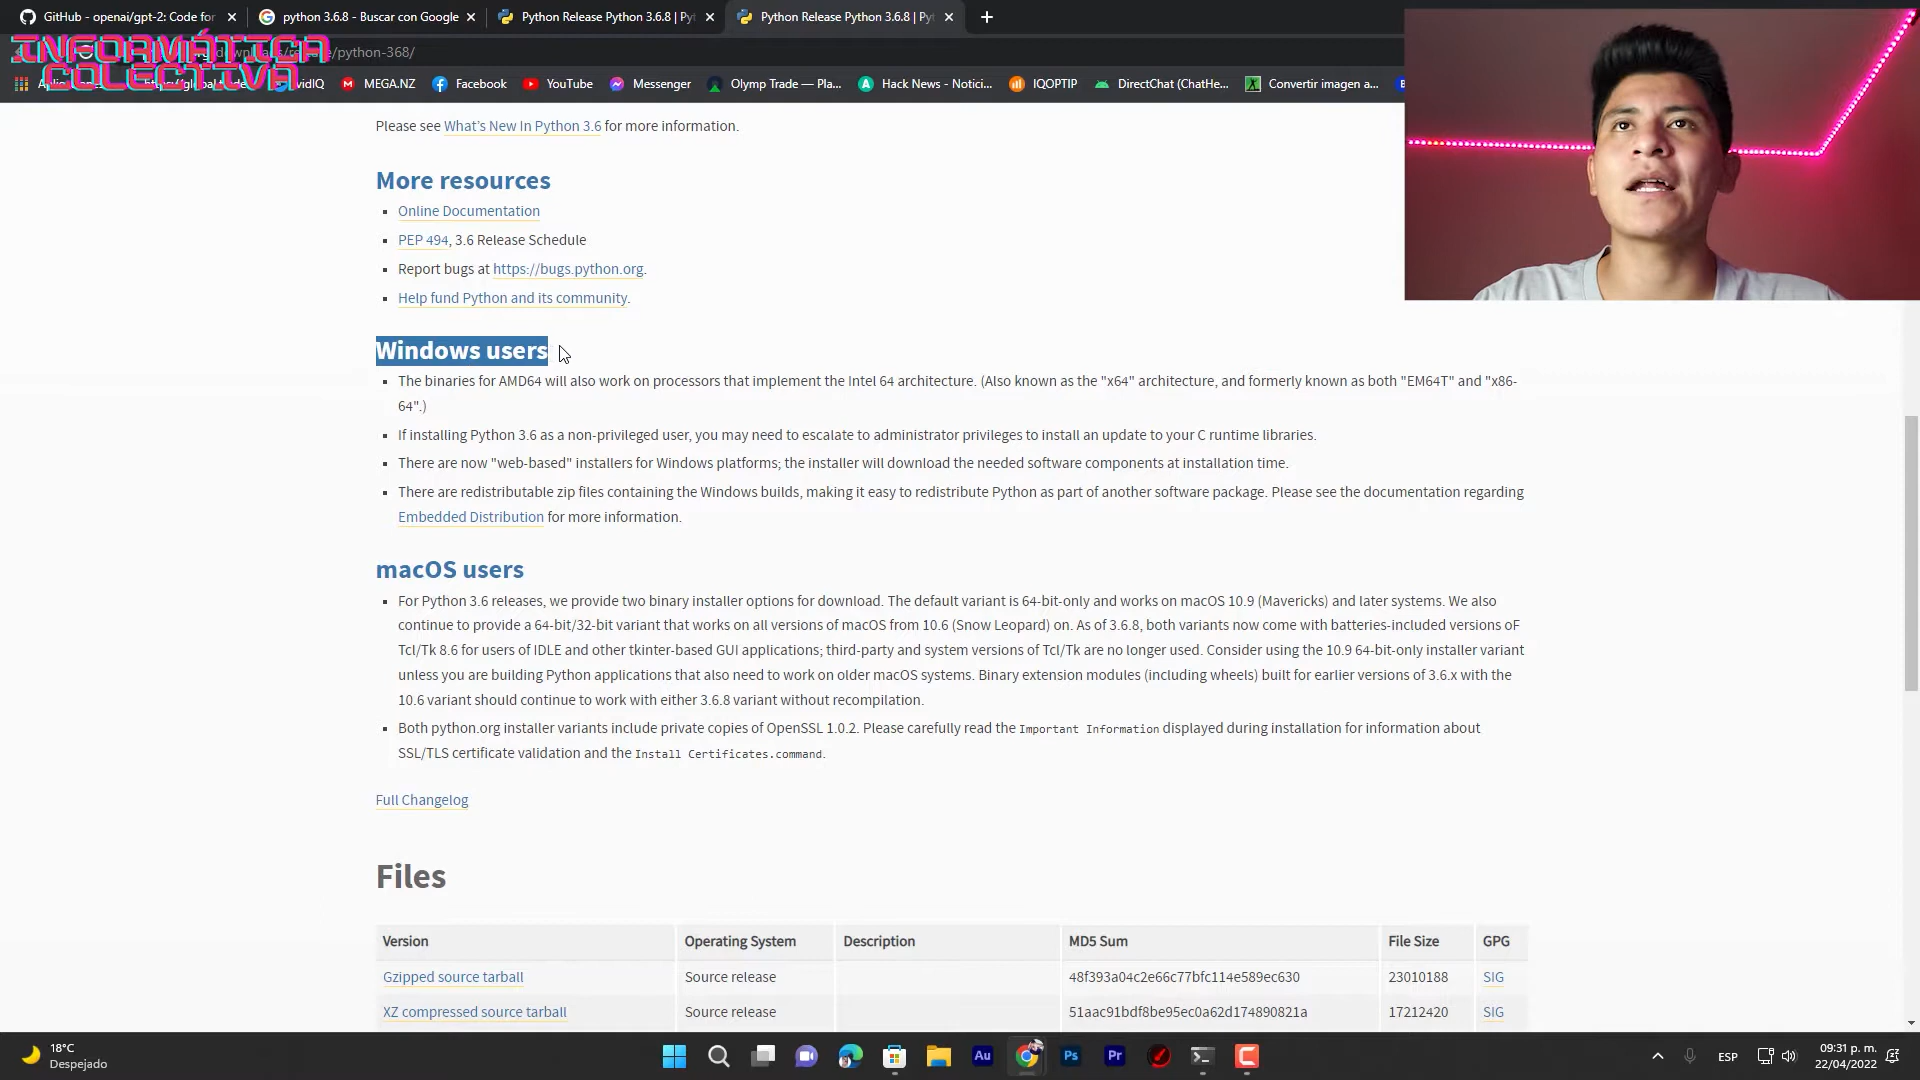 GitHub - openai/gpt-2: Code for
python 3.6.8 - Buscar con Google
Python Release Python 3.6.8 | Py
Python Release Python 3.6.8 | Py
INFORMÁTICA
COLECTIVA
/python-368/
MEGA.NZ
Facebook
YouTube
Messenger
Olymp Trade — Pla...
Hack News - Notici...
IQOPTIP
DirectChat (ChatHe...
Convertir imagen a...
Please see What's New In Python 3.6 for more information.
More resources
Online Documentation
PEP 494, 3.6 Release Schedule
Report bugs at https://bugs.python.org.
Help fund Python and its community.
Windows users
The binaries for AMD64 will also work on processors that implement the Intel 64 architecture. (Also known as the "x64" architecture, and formerly known as both "EM64T" and "x86-
64".)
If installing Python 3.6 as a non-privileged user, you may need to escalate to administrator privileges to install an update to your C runtime libraries.
There are now "web-based" installers for Windows platforms; the installer will download the needed software components at installation time.
There are redistributable zip files containing the Windows builds, making it easy to redistribute Python as part of another software package. Please see the documentation regarding
Embedded Distribution for more information.
macOS users
For Python 3.6 releases, we provide two binary installer options for download. The default variant is 64-bit-only and works on macOS 10.9 (Mavericks) and later systems. We also
continue to provide a 64-bit/32-bit variant that works on all versions of macOS from 10.6 (Snow Leopard) on. As of 3.6.8, both variants now come with batteries-included versions oF
Tcl/Tk 8.6 for users of IDLE and other tkinter-based GUI applications; third-party and system versions of Tcl/Tk are no longer used. Consider using the 10.9 64-bit-only installer variant
unless you are building Python applications that also need to work on older macOS systems. Binary extension modules (including wheels) built for earlier versions of 3.6.x with the
10.6 variant should continue to work with either 3.6.8 variant without recompilation.
Both python.org installer variants include private copies of OpenSSL 1.0.2. Please carefully read the Important Information displayed during installation for information about
SSL/TLS certificate validation and the Install Certificates.command.
Full Changelog
Files
Version Operating System Description MD5 Sum File Size GPG
Gzipped source tarball Source release 48f393a04c2e66c77bfc114e589ec630 23010188 SIG
XZ compressed source tarball Source release 51aac91bdf8be95ec0a62d174890821a 17212420 SIG
18°C
Despejado
Au
Ps
Pr
ESP
09:31 p. m.
22/04/2022